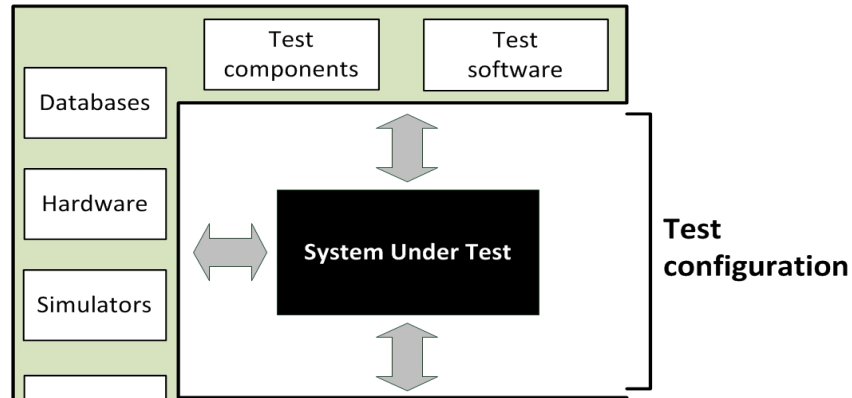 Test
components
Test
software
Databases
Hardware
System Under Test
Test
configuration
Simulators